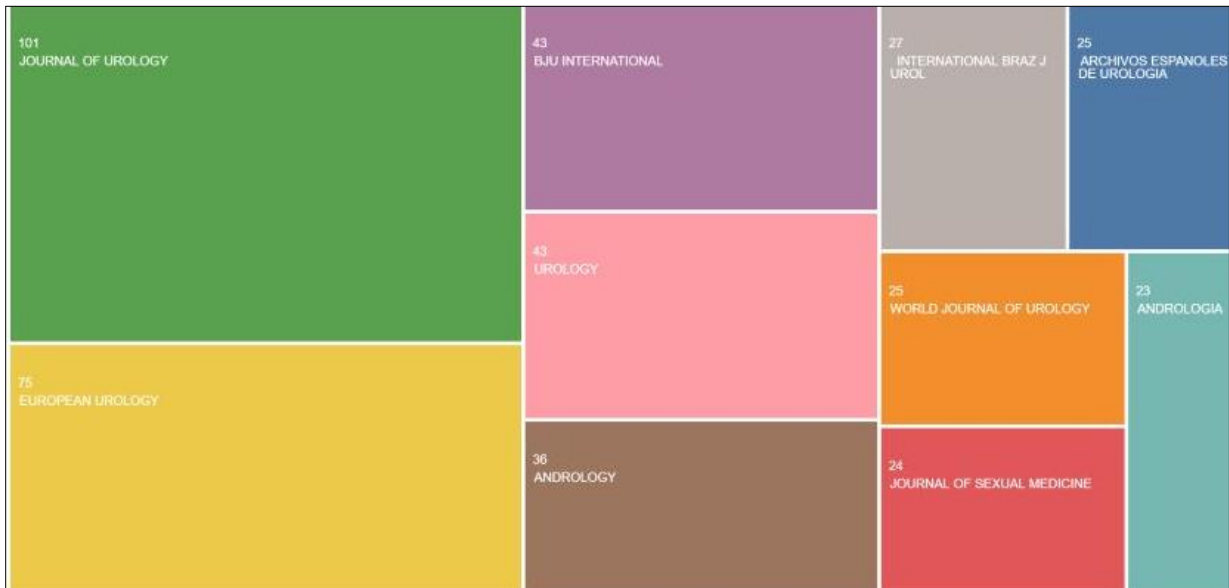 101
JOURNAL OF UROLOGY
75
EUROPEAN UROLOGY
43
BJU INTERNATIONAL
43
UROLOGY
36
ANDROLOGY
27
INTERNATIONAL BRAZ J
UROL
25
ARCHIVOS ESPANOLES
DE UROLOGIA
25
WORLD JOURNAL OF UROLOGY
24
JOURNAL OF SEXUAL MEDICINE
23
ANDROLOGIA